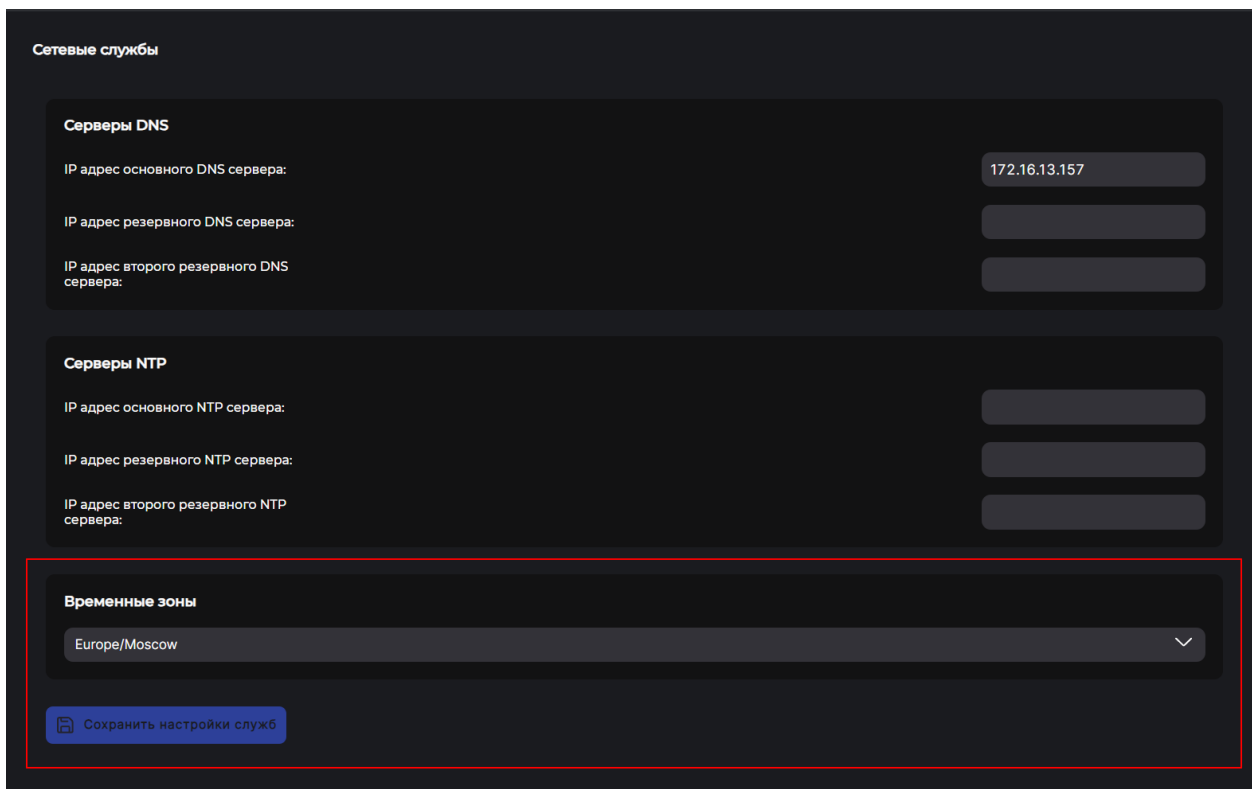 Сетевые службы
Серверы DNS
IP адрес основного DNS сервера:
172.16.13.157
IP адрес резервного DNS сервера:
IP адрес второго резервного DNS
сервера:
Серверы NTP
IP адрес основного NTP сервера:
IP адрес резервного NTP сервера:
IP адрес второго резервного NTP
сервера:
Временные зоны
Europe/Moscow
Сохранить настройки служб